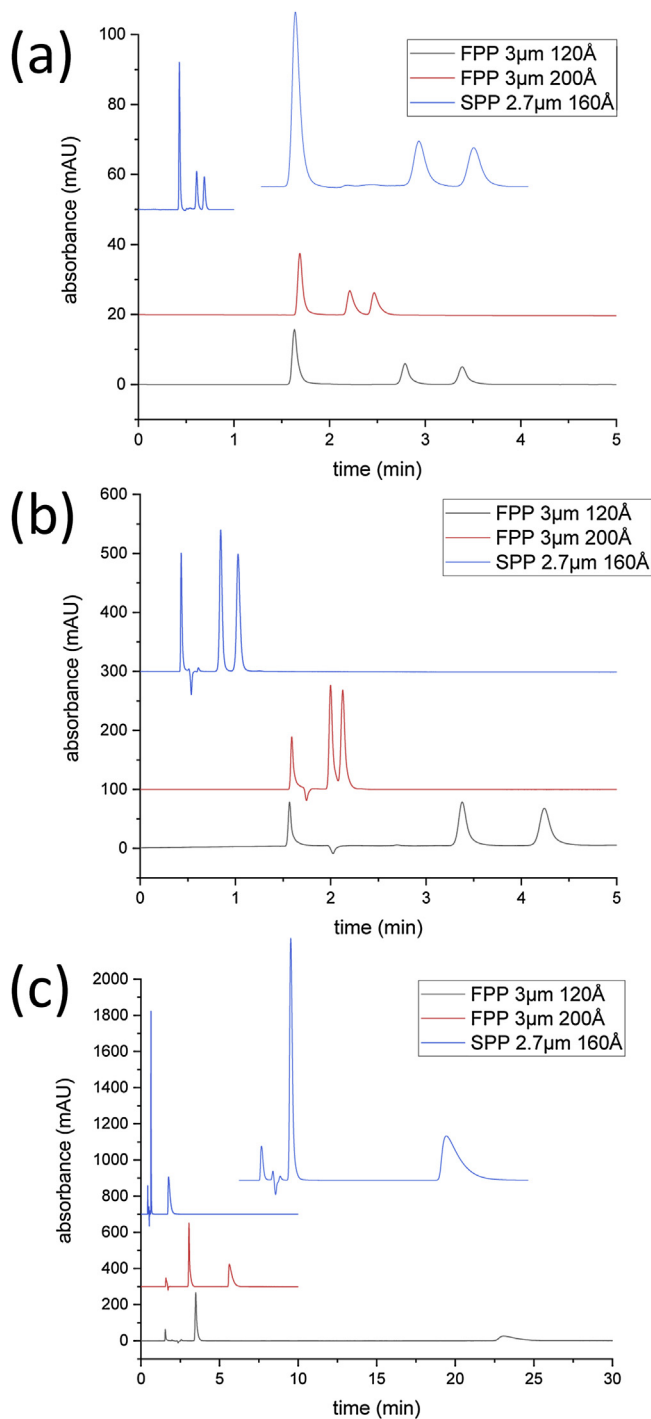 (a)
absorbance (mAU)
100
80
60
40
20
0
FPP 3µm 120Å
FPP 3µm 200Å
SPP 2.7µm 160Å
0 1 2 3 4 5
time (min)
(b)
absorbance (mAU)
600
500
400
300
200
100
0
FPP 3µm 120Å
FPP 3µm 200Å
SPP 2.7µm 160Å
0 1 2 3 4 5
time (min)
(c)
absorbance (mAU)
2000
1800
1600
1400
1200
1000
800
600
400
200
0
FPP 3µm 120Å
FPP 3µm 200Å
SPP 2.7µm 160Å
0 5 10 15 20 25 30
time (min)